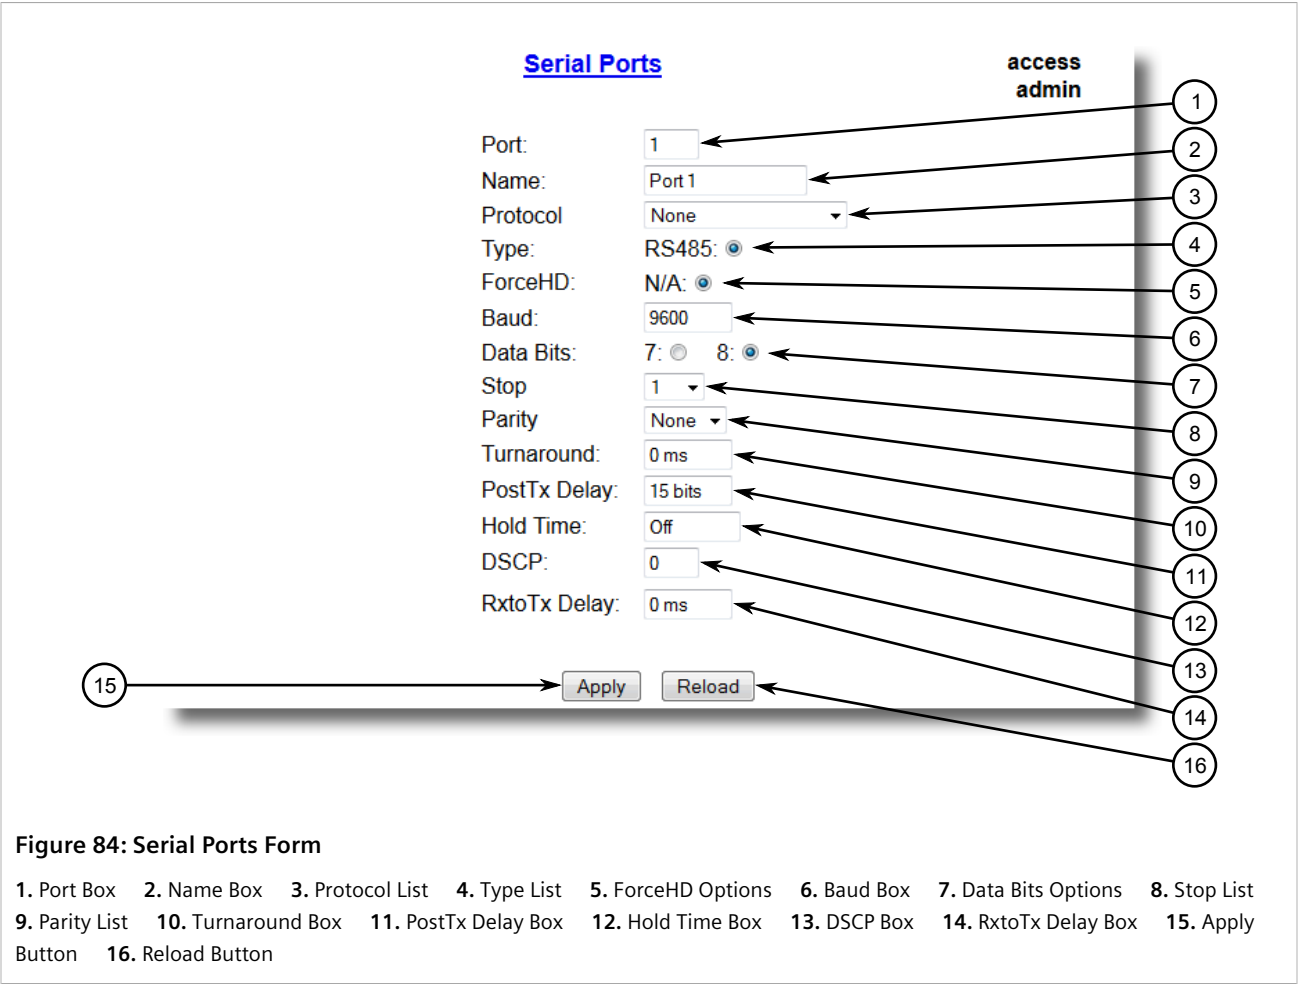 Serial Ports
access
admin
Port: 1
Name: Port 1
Protocol None
Type: RS485:
ForceHD: N/A:
Baud: 9600
Data Bits: 7: 8:
Stop 1
Parity None
Turnaround: 0 ms
PostTx Delay: 15 bits
Hold Time: Off
DSCP: 0
RxtoTx Delay: 0 ms
Apply Reload
1
2
3
4
5
6
7
8
9
10
11
12
13
14
15
16
Figure 84: Serial Ports Form
1. Port Box 2. Name Box 3. Protocol List 4. Type List 5. ForceHD Options 6. Baud Box 7. Data Bits Options 8. Stop List
9. Parity List 10. Turnaround Box 11. PostTx Delay Box 12. Hold Time Box 13. DSCP Box 14. RxtoTx Delay Box 15. Apply
Button 16. Reload Button